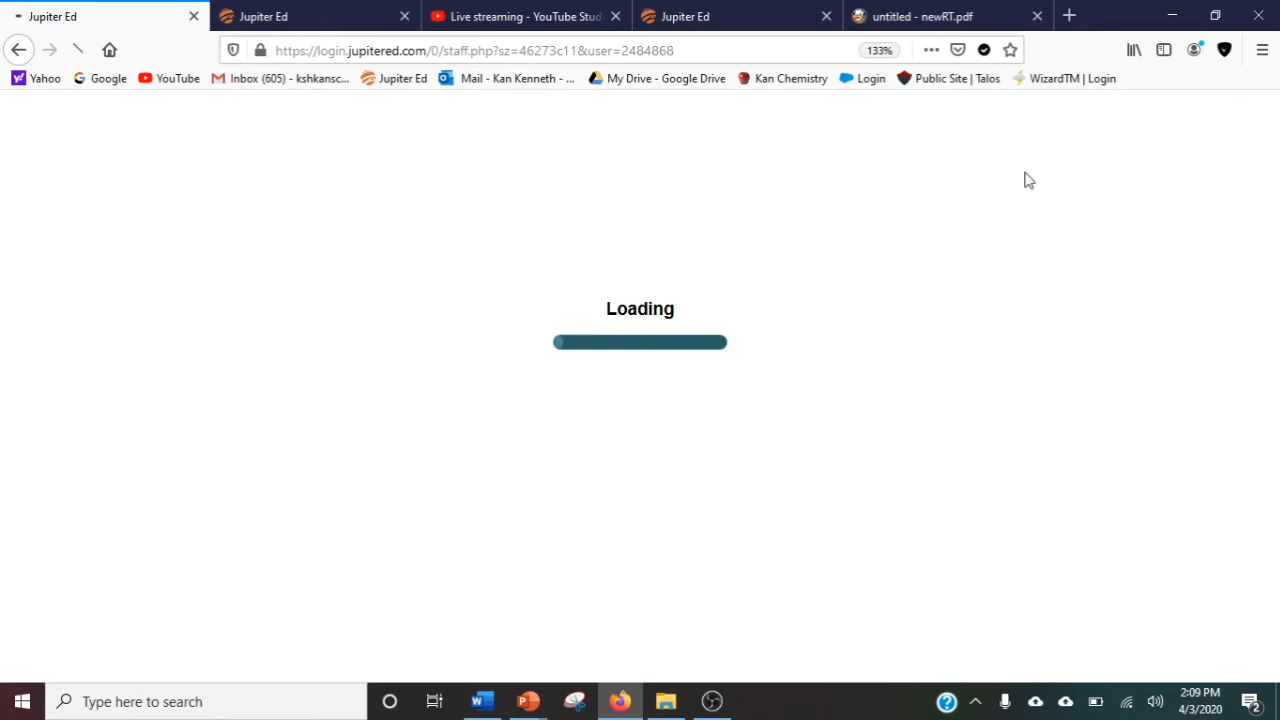 Jupiter Ed
Jupiter Ed
Live streaming - YouTube Stud
Jupiter Ed
untitled - newRT.pdf
https://login.jupitered.com/0/staff.php?sz=46273c11&user=2484868
133%
Yahoo
Google
YouTube
Inbox (605) - kshkansc...
Jupiter Ed
Mail - Kan Kenneth - ...
My Drive - Google Drive
Kan Chemistry
Login
Public Site | Talos
WizardTM | Login
Loading
Type here to search
2:09 PM
4/3/2020
2